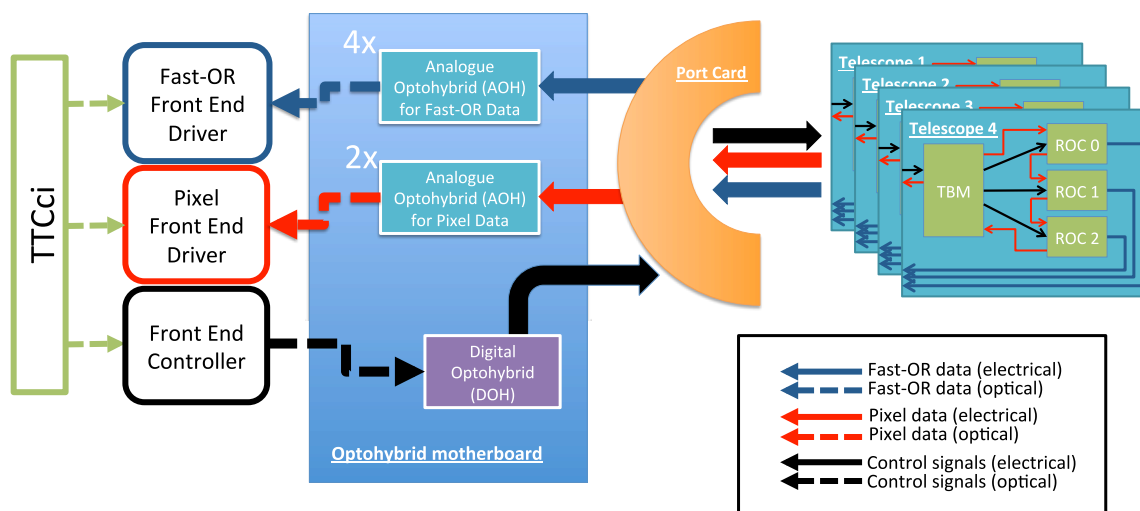 TTCci
Fast-OR
Front End
Driver
Pixel
Front End
Driver
Front End
Controller
4x
Analogue
Optohybrid (AOH)
for Fast-OR Data
2x
Analogue
Optohybrid (AOH)
for Pixel Data
Digital
Optohybrid
(DOH)
Optohybrid motherboard
Port Card
Telescope 1
Telescope 2
Telescope 3
Telescope 4
TBM
ROC 0
ROC 1
ROC 2
Fast-OR data (electrical)
Fast-OR data (optical)
Pixel data (electrical)
Pixel data (optical)
Control signals (electrical)
Control signals (optical)